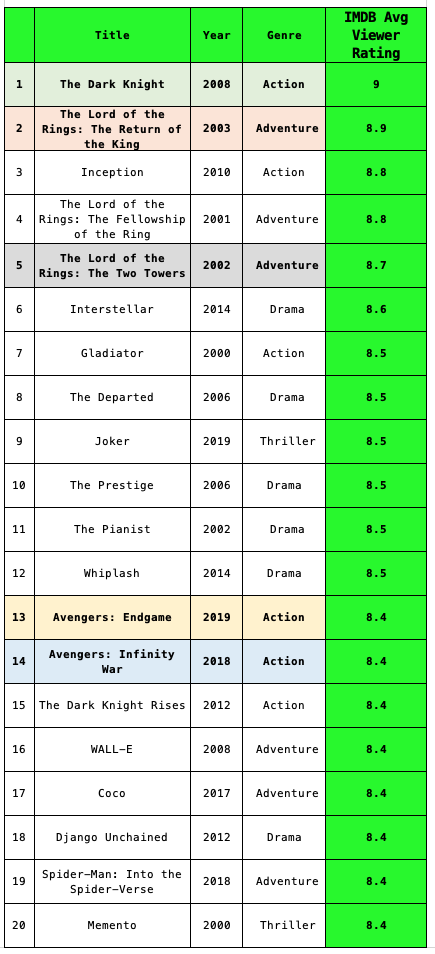 Title Year Genre IMDB Avg
Viewer
Rating
1 The Dark Knight 2008 Action 9
2 The Lord of the
Rings: The Return of
the King 2003 Adventure 8.9
3 Inception 2010 Action 8.8
4 The Lord of the
Rings: The Fellowship
of the Ring 2001 Adventure 8.8
5 The Lord of the
Rings: The Two Towers 2002 Adventure 8.7
6 Interstellar 2014 Drama 8.6
7 Gladiator 2000 Action 8.5
8 The Departed 2006 Drama 8.5
9 Joker 2019 Thriller 8.5
10 The Prestige 2006 Drama 8.5
11 The Pianist 2002 Drama 8.5
12 Whiplash 2014 Drama 8.5
13 Avengers: Endgame 2019 Action 8.4
14 Avengers: Infinity
War 2018 Action 8.4
15 The Dark Knight Rises 2012 Action 8.4
16 WALL-E 2008 Adventure 8.4
17 Coco 2017 Adventure 8.4
18 Django Unchained 2012 Drama 8.4
19 Spider-Man: Into the
Spider-Verse 2018 Adventure 8.4
20 Memento 2000 Thriller 8.4